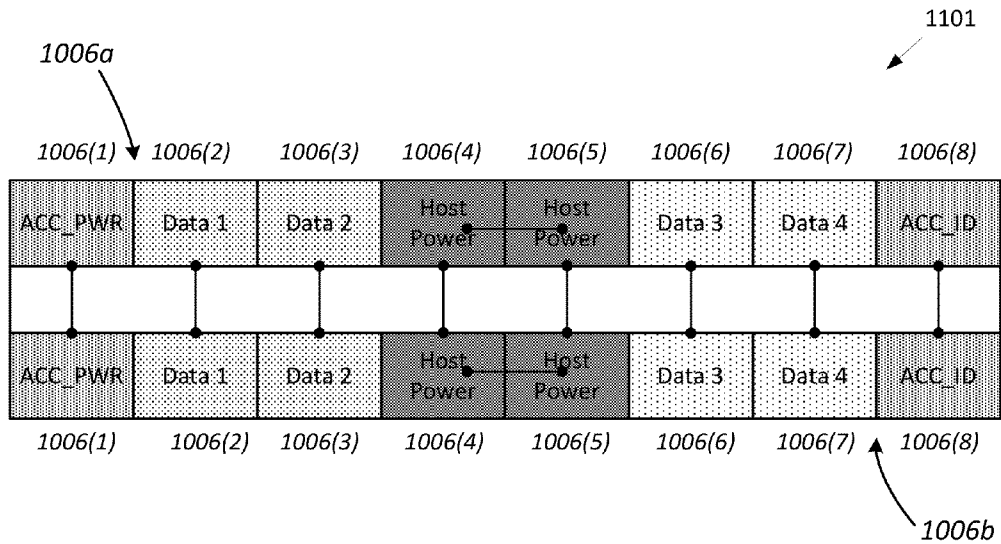 1101
1006a
1006(1) 1006(2) 1006(3) 1006(4) 1006(5) 1006(6) 1006(7) 1006(8)
ACC_PWR Data 1 Data 2 Host Power Host Power Data 3 Data 4 ACC_ID
ACC_PWR Data 1 Data 2 Host Power Host Power Data 3 Data 4 ACC_ID
1006(1) 1006(2) 1006(3) 1006(4) 1006(5) 1006(6) 1006(7) 1006(8)
1006b